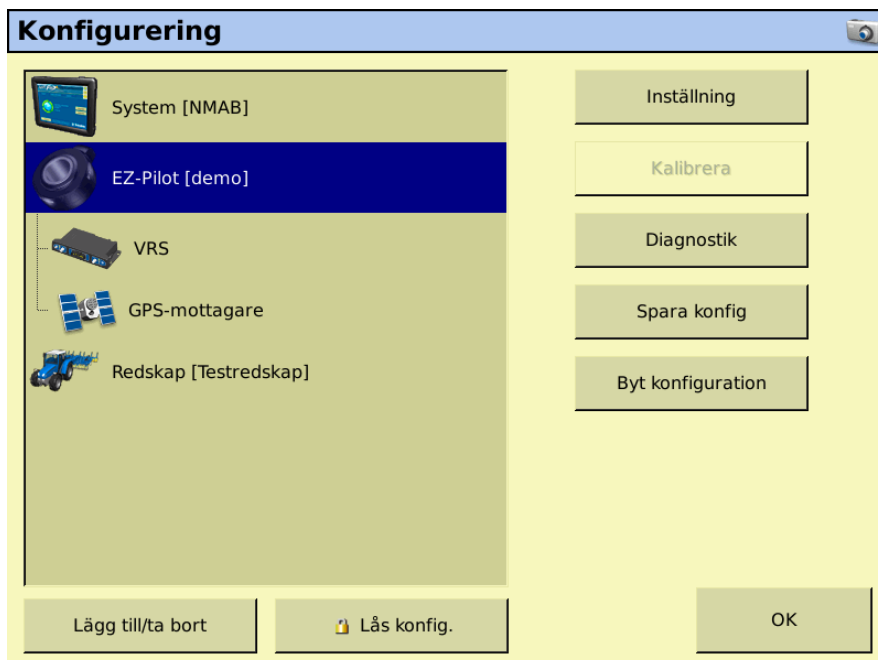 Konfigurering
System [NMAB]
EZ-Pilot [demo]
VRS
GPS-mottagare
Redskap [Testredskap]
Inställning
Kalibrera
Diagnostik
Spara konfig
Byt konfiguration
Lägg till/ta bort
Lås konfig.
OK